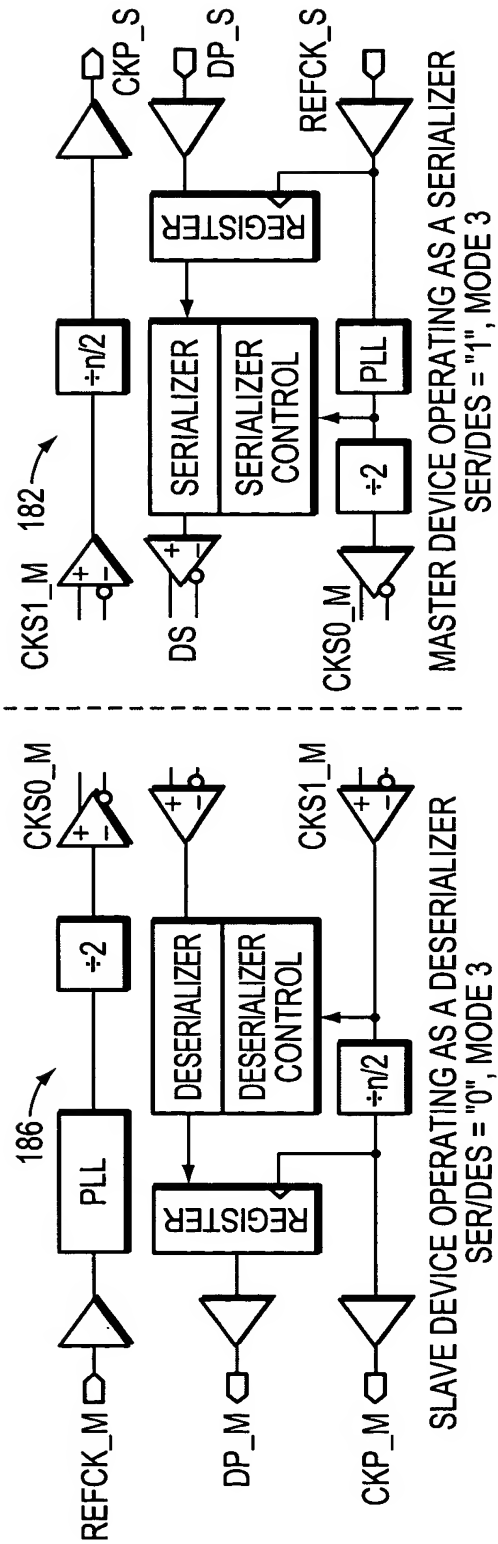 REFCK_M
PLL
186
÷2
CKS0_M
+
−
DP_M
REGISTER
DESERIALIZER
DESERIALIZER
CONTROL
+
−
CKP_M
÷n/2
CKS1_M
+
−
SLAVE DEVICE OPERATING AS A DESERIALIZER
SER/DES = "0", MODE 3
CKS1_M
+
−
182
÷n/2
CKP_S
DS
+
−
SERIALIZER
SERIALIZER
CONTROL
REGISTER
DP_S
CKS0_M
÷2
PLL
REFCK_S
MASTER DEVICE OPERATING AS A SERIALIZER
SER/DES = "1", MODE 3